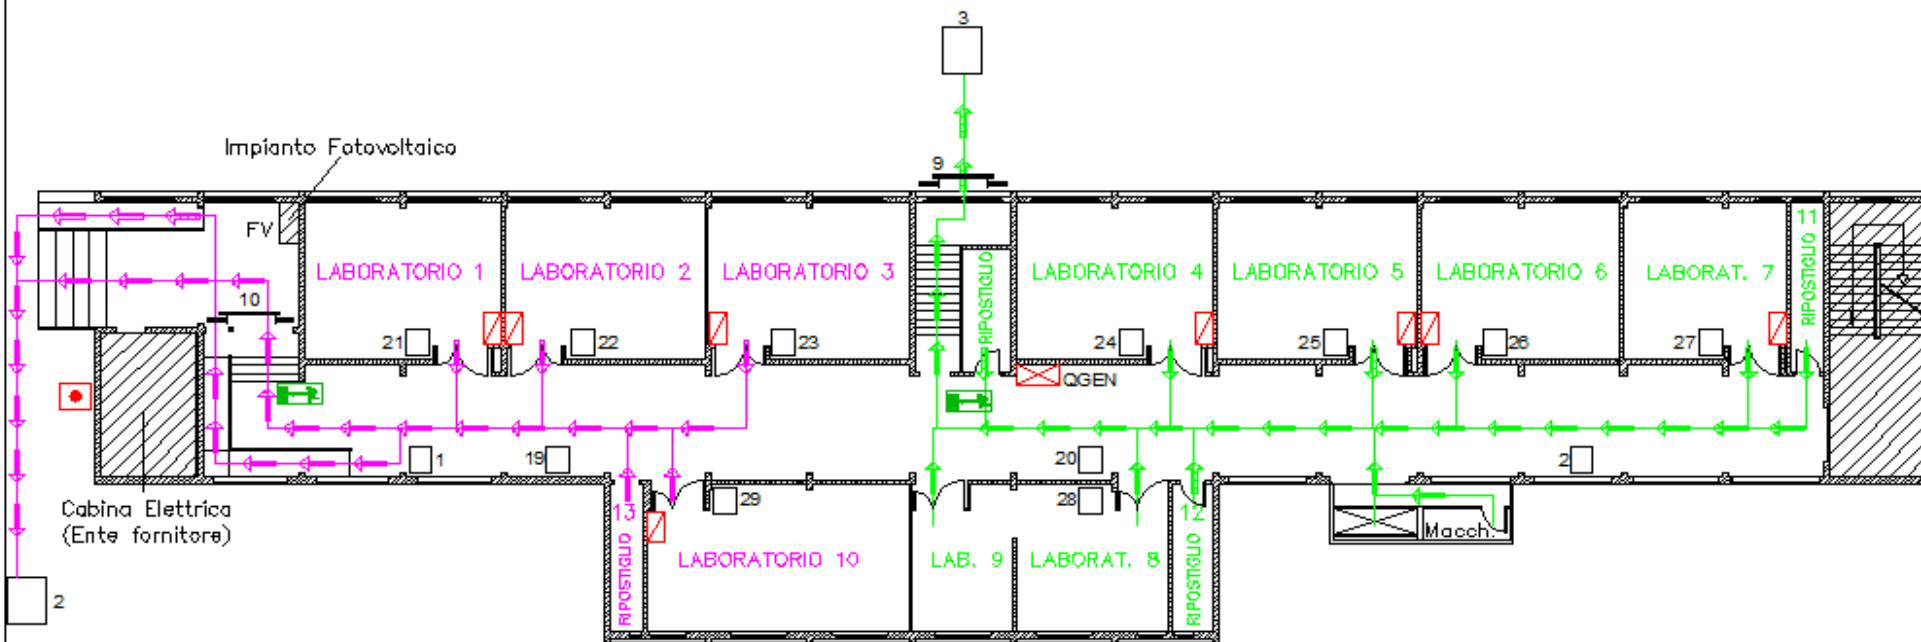 3
Impianto Fotovoltaico
9
FV
11
LABORATORIO 1
LABORATORIO 2
LABORATORIO 3
RIPOSTIGLIO
LABORATORIO 4
LABORATORIO 5
LABORATORIO 6
LABORAT. 7
RIPOSTIGLIO
10
21
22
23
24
25
26
27
QGEN
1
19
20
2
29
28
13
12
Cabina Elettrica
(Ente fornitore)
Macch.
RIPOSTIGLIO
LABORATORIO 10
LAB. 9
LABORAT. 8
RIPOSTIGLIO
2